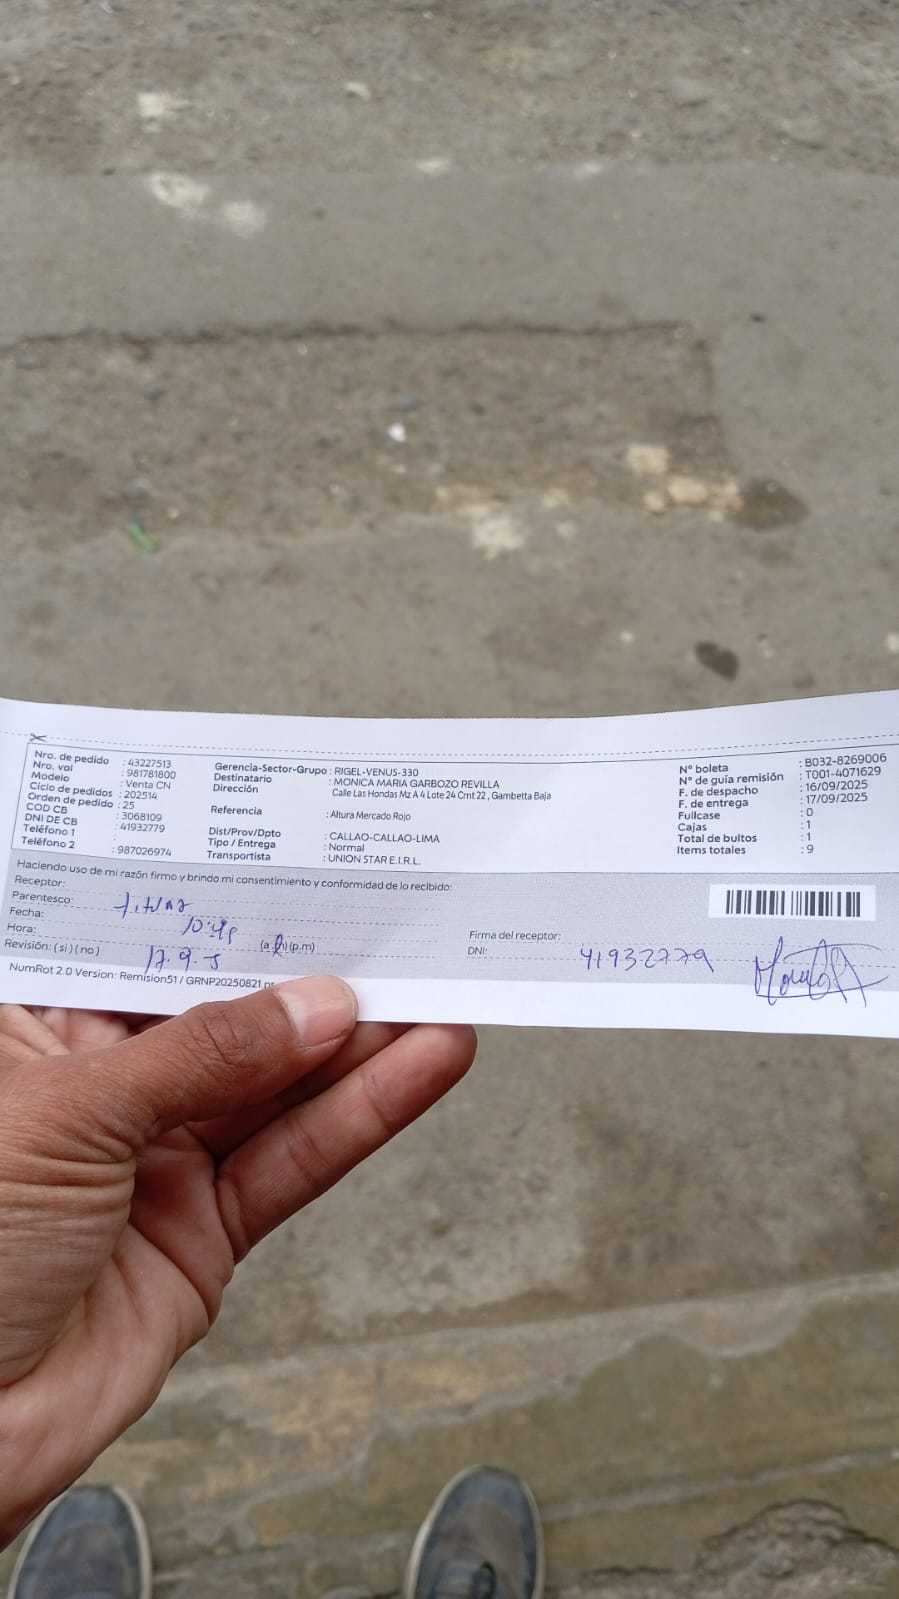 Nro. de pedido : 43227513
Nro. vol : 981781800
Modelo : Venta CN
Ciclo de pedidos : 202514
Orden de pedido : 25
COD CB : 3068109
DNI DE CB : 41932779
Teléfono 1 :
Teléfono 2 : 987026974
Gerencia-Sector-Grupo : RIGEL-VENUS-330
Destinatario : MONICA MARIA GARBOZO REVILLA
Dirección Calle Las Hondas Mz A 4 Lote 24 Cmt 22 , Gambetta Baja
Referencia : Altura Mercado Rojo
Dist/Prov/Dpto : CALLAO-CALLAO-LIMA
Tipo / Entrega : Normal
Transportista : UNION STAR E.I.R.L.
N° boleta : B032-8269006
N° de guía remisión : T001-4071629
F. de despacho : 16/09/2025
F. de entrega : 17/09/2025
Fullcase : 0
Cajas : 1
Total de bultos : 1
Items totales : 9
Haciendo uso de mi razón firmo y brindo mi consentimiento y conformidad de lo recibido:
Receptor:
Parentesco:
Fecha:
Hora: (p.m)
Revisión: ( si ) ( no ) 17.9.5
Firma del receptor:
DNI: 41932779
NumRot 2.0 Version: Remision51 / GRNP20250821